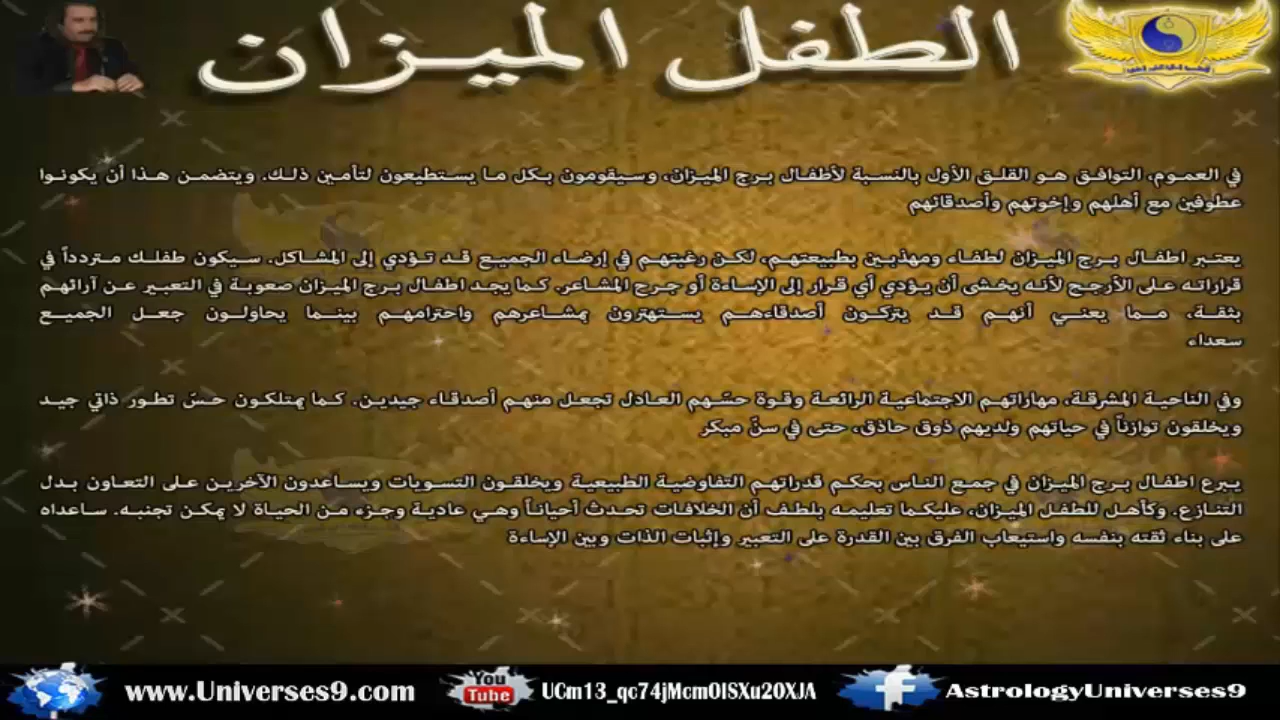 الطفل الميزان
في العموم، التوافق هو القلق الأول بالنسبة لأطفال برج الميزان، وسيقومون بكل ما يستطيعون لتأمين ذلك. ويتضمن هذا أن يكونوا
عطوفين مع أهلهم وإخوتهم وأصدقائهم
يعتبر اطفال برج الميزان لطفاء ومهذبين بطبيعتهم، لكن رغبتهم في إرضاء الجميع قد تؤدي إلى المشاكل. سيكون طفلك متردداً في
قراراته على الأرجح لأنه يخشى أن يؤدي أي قرار إلى الإساءة أو جرح المشاعر. كما يجد اطفال برج الميزان صعوبة في التعبير عن آرائهم
بثقة، مما يعني أنهم قد يتركون أصدقاءهم يستهترون بمشاعرهم واحترامهم بينما يحاولون جعل الجميع
سعداء
وفي الناحية المشرقة، مهاراتهم الاجتماعية الرائعة وقوة حسّهم العادل تجعل منهم أصدقاء جيدين. كما يمتلكون حسّ تطور ذاتي جيد
ويخلقون توازناً في حياتهم ولديهم ذوق حاذق، حتى في سنّ مبكر
يبرع اطفال برج الميزان في جمع الناس بحكم قدراتهم التفاوضية الطبيعية ويخلقون التسويات ويساعدون الآخرين على التعاون بدل
التنازع. وكأهل للطفل الميزان، عليكما تعليمه بلطف أن الخلافات تحدث أحياناً وهي عادية وجزء من الحياة لا يمكن تجنبه. ساعداه
على بناء ثقته بنفسه واستيعاب الفرق بين القدرة على التعبير وإثبات الذات وبين الإساءة
www.Universes9.com
You Tube UCm13_qc74jMcmOlSXu20XJA
AstrologyUniverses9